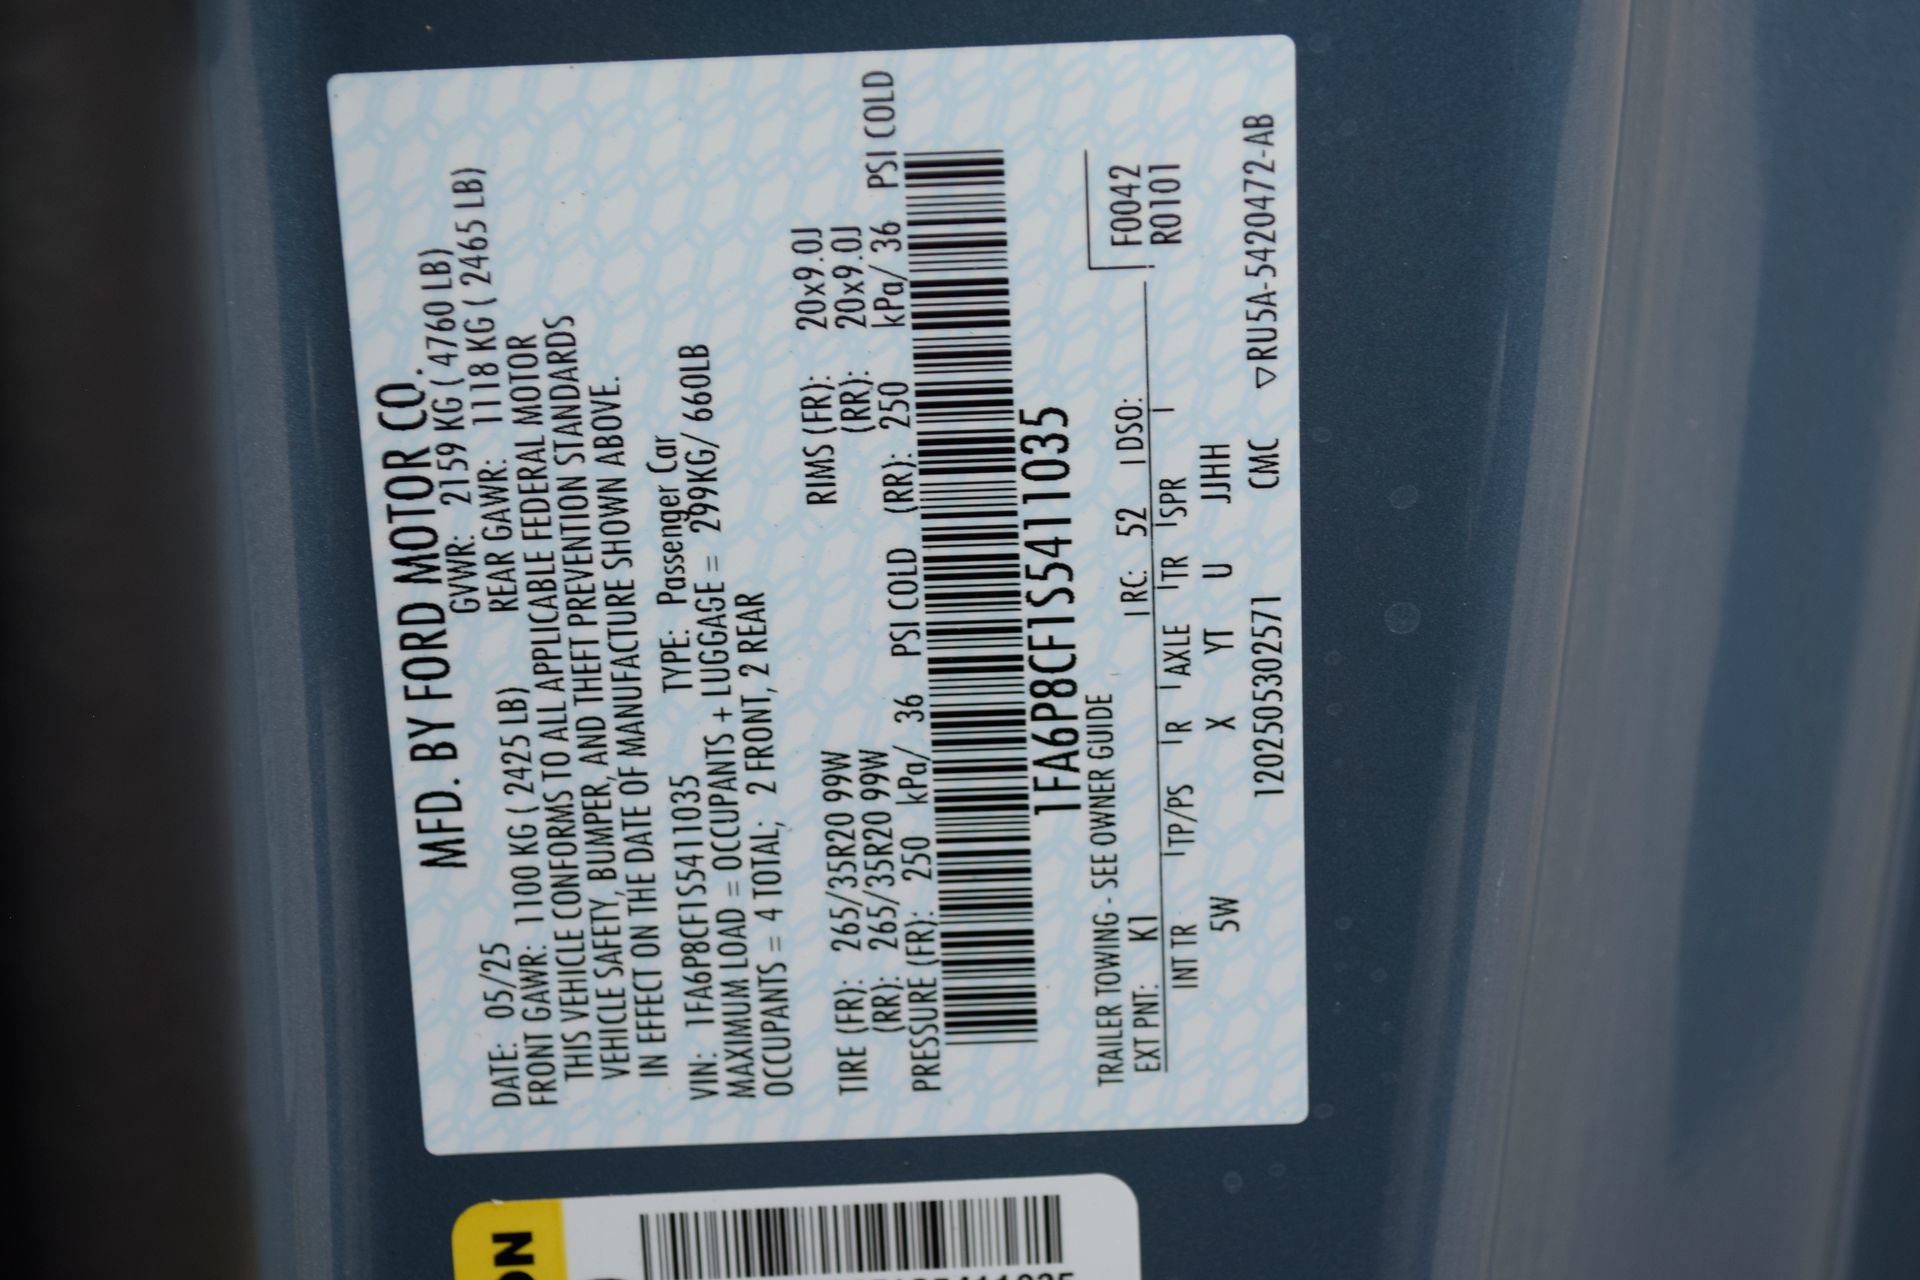 MFD. BY FORD MOTOR CO.
DATE: 05/25 GVWR: 2159 KG ( 4760 LB)
FRONT GAWR: 1100 KG ( 2425 LB) REAR GAWR: 1118 KG ( 2465 LB)
THIS VEHICLE CONFORMS TO ALL APPLICABLE FEDERAL MOTOR
VEHICLE SAFETY, BUMPER, AND THEFT PREVENTION STANDARDS
IN EFFECT ON THE DATE OF MANUFACTURE SHOWN ABOVE.
VIN: 1FA6P8CF1S5411035 TYPE: Passenger Car
MAXIMUM LOAD = OCCUPANTS + LUGGAGE = 299KG/ 660LB
OCCUPANTS = 4 TOTAL; 2 FRONT, 2 REAR
TIRE (FR): 265/35R20 99W RIMS (FR): 20x9.0J
(RR): 265/35R20 99W (RR): 20x9.0J
PRESSURE (FR): 250 kPa/ 36 PSI COLD (RR): 250 kPa/ 36 PSI COLD
1FA6P8CF1S5411035
TRAILER TOWING - SEE OWNER GUIDE
EXT PNT: K1 RC: 52 DSO: F0042
INT TR TP/PS R AXLE TR SPR R0101
5W X YT U JJHH
120250530257​1 CMC ▽RU5A-5420472-AB
ON